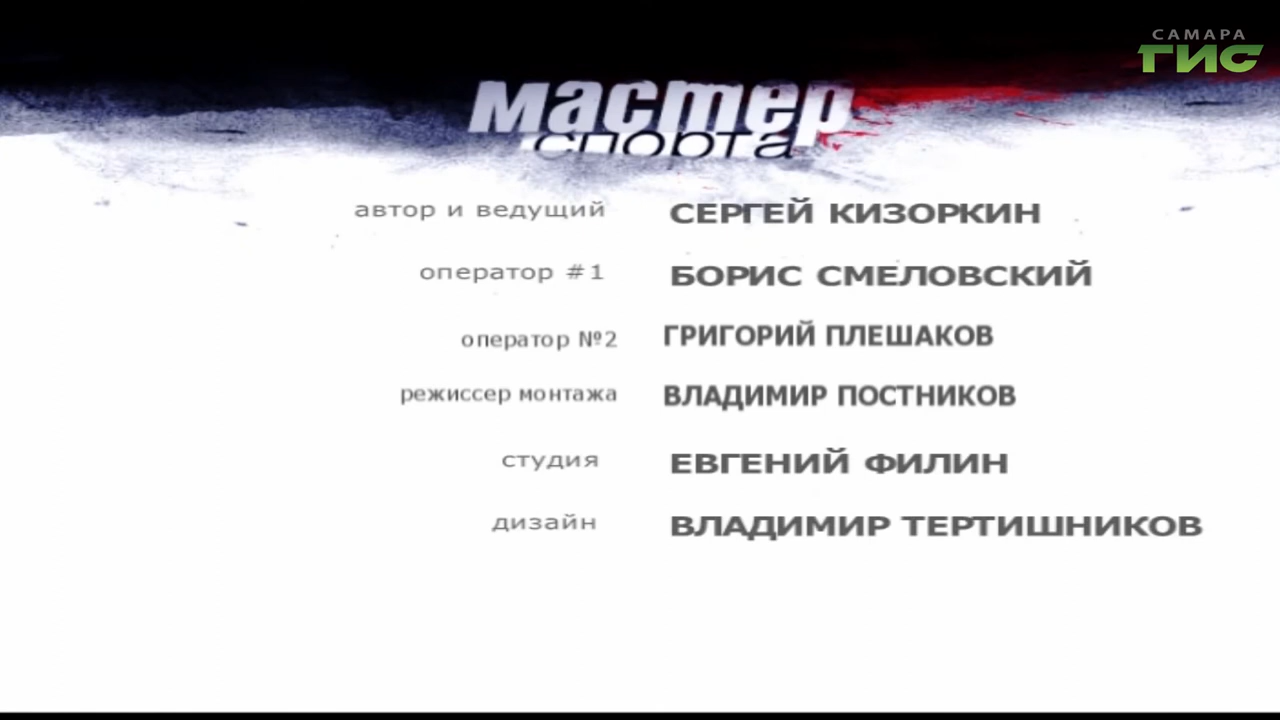 САМАРА
ГИС
мастер
спорта
автор и ведущий СЕРГЕЙ КИЗОРКИН
оператор #1 БОРИС СМЕЛОВСКИЙ
оператор №2 ГРИГОРИЙ ПЛЕШАКОВ
режиссер монтажа ВЛАДИМИР ПОСТНИКОВ
студия ЕВГЕНИЙ ФИЛИН
дизайн ВЛАДИМИР ТЕРТИШНИКОВ